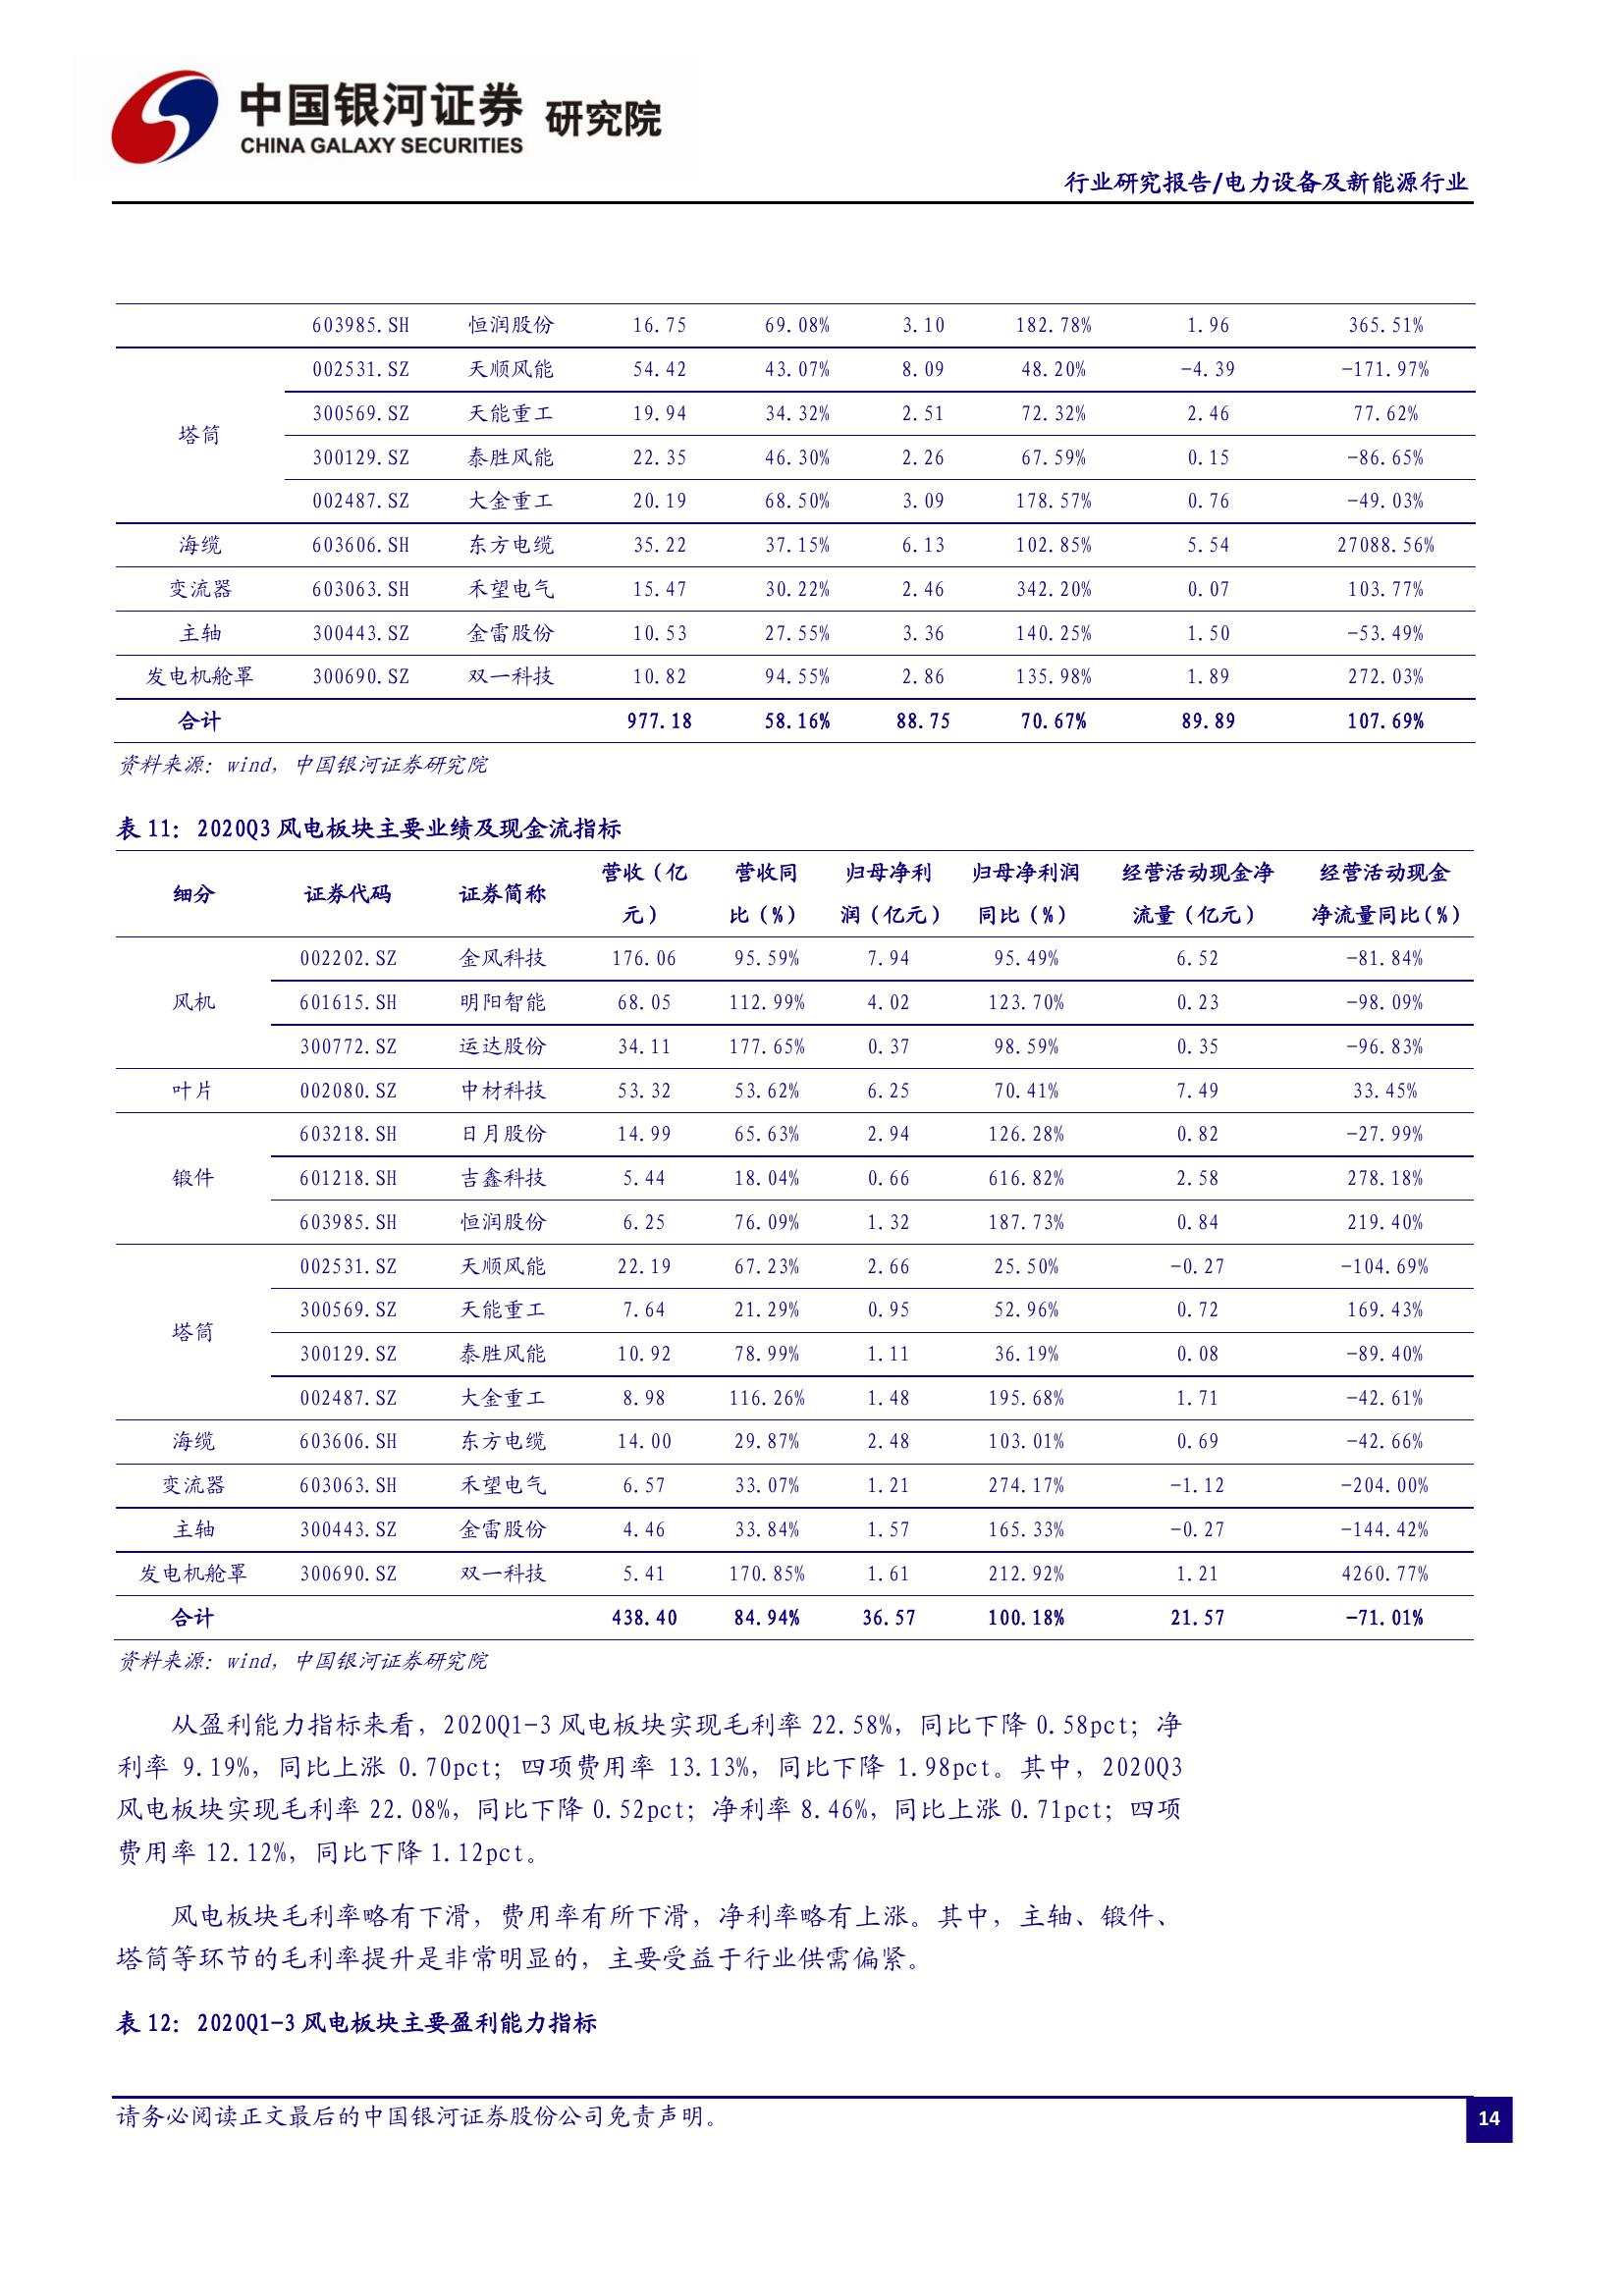 中国银河证券 研究院
CHINA GALAXY SECURITIES
行业研究报告/电力设备及新能源行业
603985.SH 恒润股份 16.75 69.08% 3.10 182.78% 1.96 365.51%
塔筒 002531.SZ 天顺风能 54.42 43.07% 8.09 48.20% -4.39 -171.97%
300569.SZ 天能重工 19.94 34.32% 2.51 72.32% 2.46 77.62%
300129.SZ 泰胜风能 22.35 46.30% 2.26 67.59% 0.15 -86.65%
002487.SZ 大金重工 20.19 68.50% 3.09 178.57% 0.76 -49.03%
海缆 603606.SH 东方电缆 35.22 37.15% 6.13 102.85% 5.54 27088.56%
变流器 603063.SH 禾望电气 15.47 30.22% 2.46 342.20% 0.07 103.77%
主轴 300443.SZ 金雷股份 10.53 27.55% 3.36 140.25% 1.50 -53.49%
发电机舱罩 300690.SZ 双一科技 10.82 94.55% 2.86 135.98% 1.89 272.03%
合计 977.18 58.16% 88.75 70.67% 89.89 107.69%
资料来源：wind，中国银河证券研究院
表 11：2020Q3 风电板块主要业绩及现金流指标
细分 证券代码 证券简称 营收（亿元） 营收同比（%） 归母净利润（亿元） 归母净利润同比（%） 经营活动现金净流量（亿元） 经营活动现金净流量同比(%)
风机 002202.SZ 金风科技 176.06 95.59% 7.94 95.49% 6.52 -81.84%
601615.SH 明阳智能 68.05 112.99% 4.02 123.70% 0.23 -98.09%
300772.SZ 运达股份 34.11 177.65% 0.37 98.59% 0.35 -96.83%
叶片 002080.SZ 中材科技 53.32 53.62% 6.25 70.41% 7.49 33.45%
锻件 603218.SH 日月股份 14.99 65.63% 2.94 126.28% 0.82 -27.99%
601218.SH 吉鑫科技 5.44 18.04% 0.66 616.82% 2.58 278.18%
603985.SH 恒润股份 6.25 76.09% 1.32 187.73% 0.84 219.40%
塔筒 002531.SZ 天顺风能 22.19 67.23% 2.66 25.50% -0.27 -104.69%
300569.SZ 天能重工 7.64 21.29% 0.95 52.96% 0.72 169.43%
300129.SZ 泰胜风能 10.92 78.99% 1.11 36.19% 0.08 -89.40%
002487.SZ 大金重工 8.98 116.26% 1.48 195.68% 1.71 -42.61%
海缆 603606.SH 东方电缆 14.00 29.87% 2.48 103.01% 0.69 -42.66%
变流器 603063.SH 禾望电气 6.57 33.07% 1.21 274.17% -1.12 -204.00%
主轴 300443.SZ 金雷股份 4.46 33.84% 1.57 165.33% -0.27 -144.42%
发电机舱罩 300690.SZ 双一科技 5.41 170.85% 1.61 212.92% 1.21 4260.77%
合计 438.40 84.94% 36.57 100.18% 21.57 -71.01%
资料来源：wind，中国银河证券研究院
从盈利能力指标来看，2020Q1-3 风电板块实现毛利率 22.58%，同比下降 0.58pct；净
利率 9.19%，同比上涨 0.70pct；四项费用率 13.13%，同比下降 1.98pct。其中，2020Q3
风电板块实现毛利率 22.08%，同比下降 0.52pct；净利率 8.46%，同比上涨 0.71pct；四项
费用率 12.12%，同比下降 1.12pct。
风电板块毛利率略有下滑，费用率有所下滑，净利率略有上涨。其中，主轴、锻件、
塔筒等环节的毛利率提升是非常明显的，主要受益于行业供需偏紧。
表 12：2020Q1-3 风电板块主要盈利能力指标
请务必阅读正文最后的中国银河证券股份公司免责声明。
14